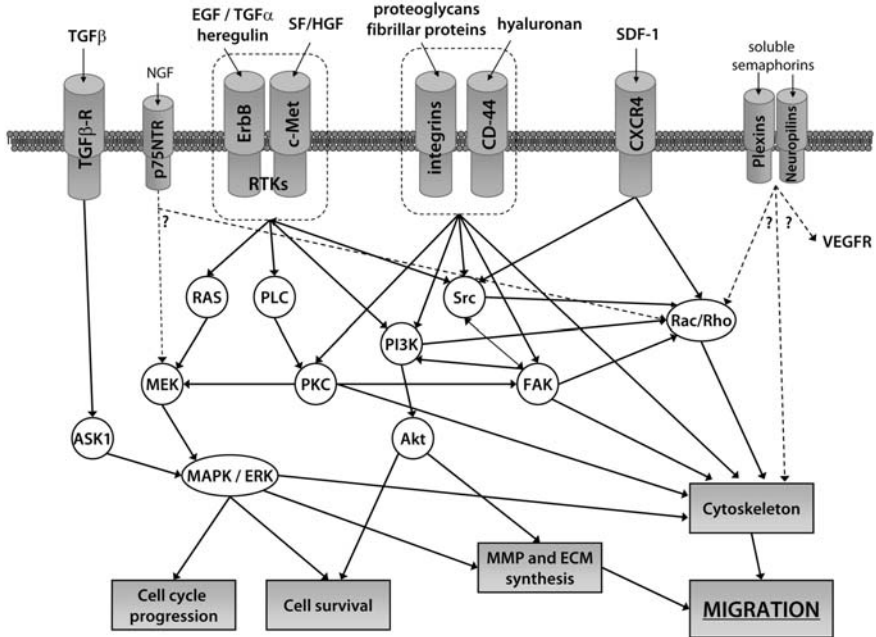 TGFβ
NGF
EGF / TGFα
heregulin
SF/HGF
proteoglycans
fibrillar proteins
hyaluronan
SDF-1
soluble
semaphorins
TGFβ-R
p75NTR
ErbB
c-Met
RTKs
integrins
CD-44
CXCR4
Plexins
Neuropilins
?
?
?
VEGFR
RAS
PLC
Src
Rac/Rho
PI3K
MEK
PKC
FAK
ASK1
Akt
MAPK / ERK
Cytoskeleton
MMP and ECM
synthesis
Cell cycle
progression
Cell survival
MIGRATION